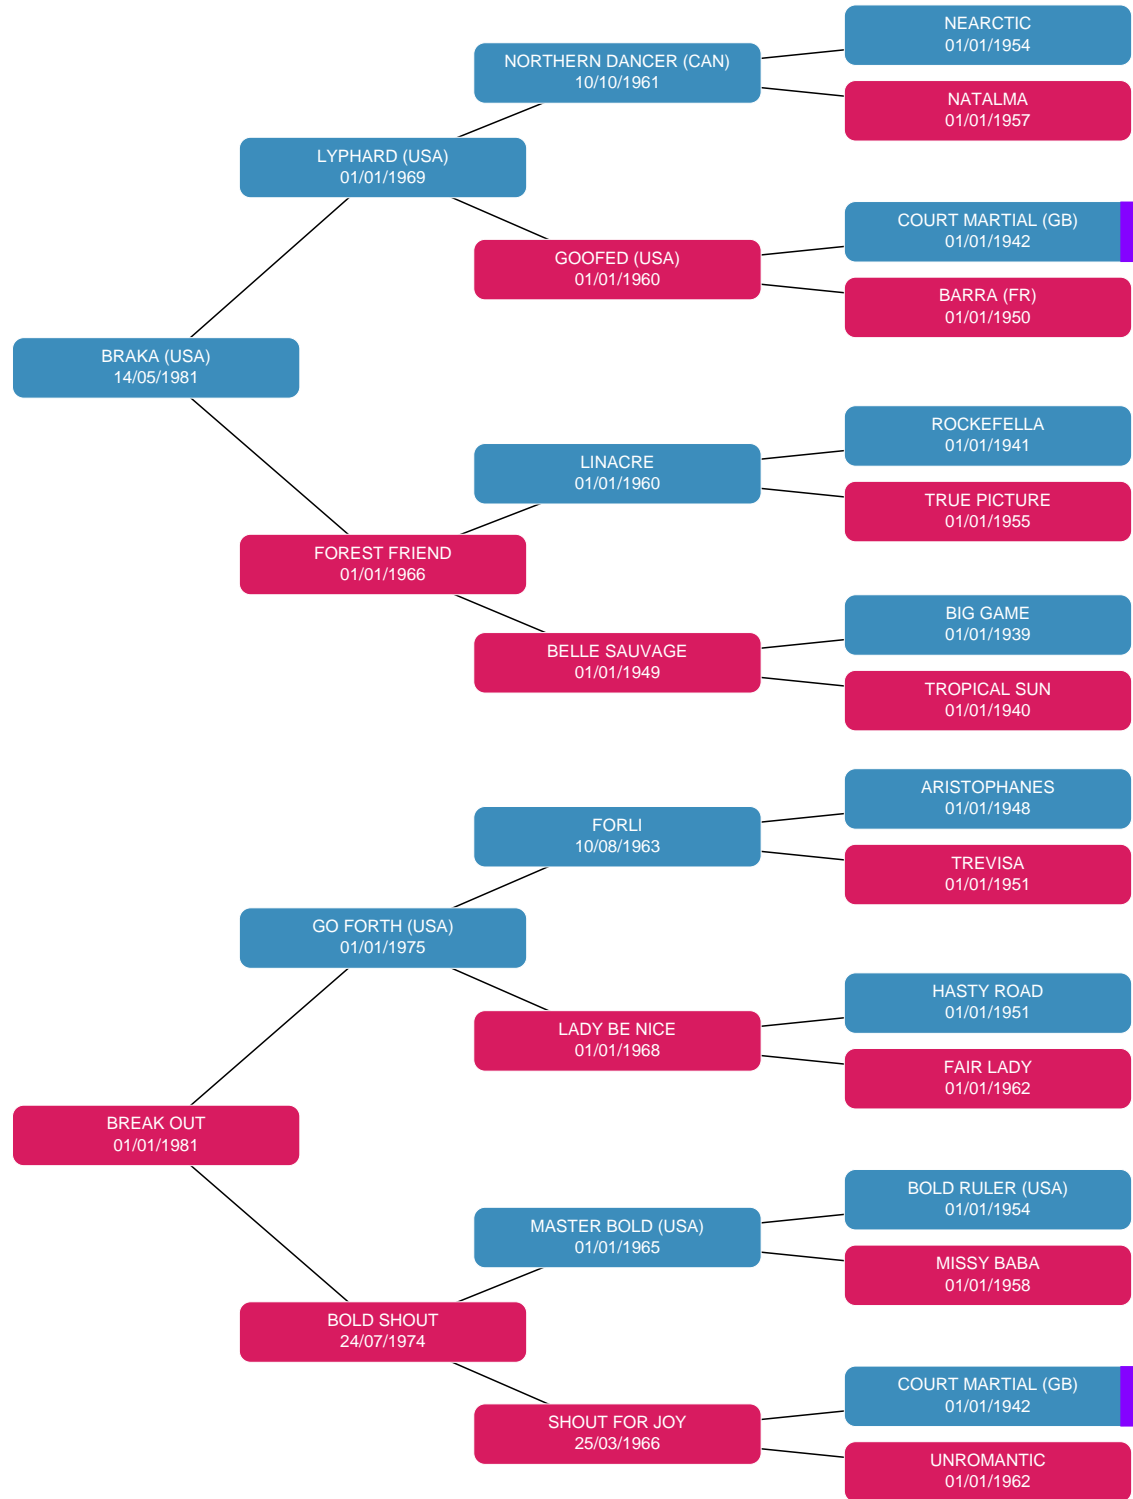 NEARCTIC
01/01/1954
NORTHERN DANCER (CAN)
10/10/1961
NATALMA
01/01/1957
LYPHARD (USA)
01/01/1969
COURT MARTIAL (GB)
01/01/1942
GOOFED (USA)
01/01/1960
BARRA (FR)
01/01/1950
BRAKA (USA)
14/05/1981
ROCKEFELLA
01/01/1941
LINACRE
01/01/1960
TRUE PICTURE
01/01/1955
FOREST FRIEND
01/01/1966
BIG GAME
01/01/1939
BELLE SAUVAGE
01/01/1949
TROPICAL SUN
01/01/1940
ARISTOPHANES
01/01/1948
FORLI
10/08/1963
TREVISA
01/01/1951
GO FORTH (USA)
01/01/1975
HASTY ROAD
01/01/1951
LADY BE NICE
01/01/1968
FAIR LADY
01/01/1962
BREAK OUT
01/01/1981
BOLD RULER (USA)
01/01/1954
MASTER BOLD (USA)
01/01/1965
MISSY BABA
01/01/1958
BOLD SHOUT
24/07/1974
COURT MARTIAL (GB)
01/01/1942
SHOUT FOR JOY
25/03/1966
UNROMANTIC
01/01/1962